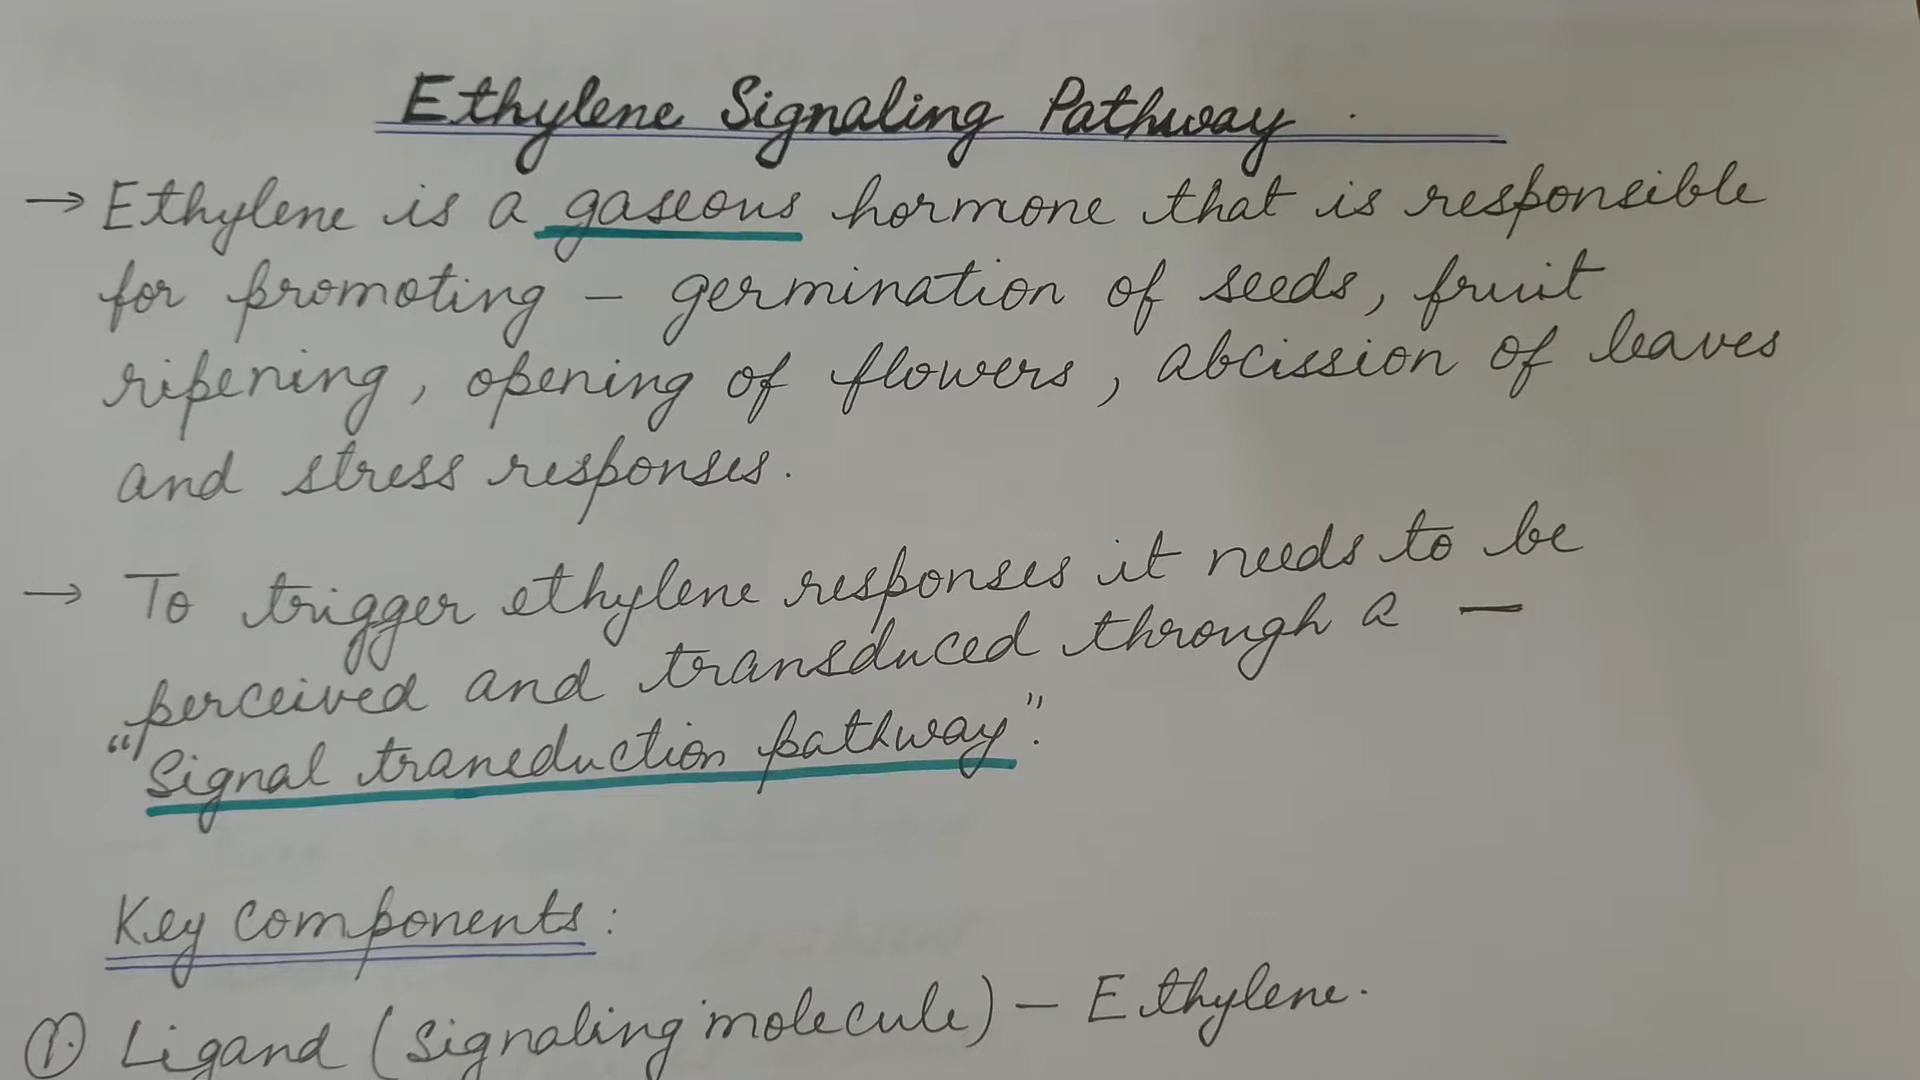 Ethylene Signaling Pathway.
→ Ethylene is a gaseous hormone that is responsible
for promoting - germination of seeds, fruit
ripening, opening of flowers, abcission of leaves
and stress responses.
→ To trigger ethylene responses it needs to be
perceived and transduced through a —
"Signal transduction pathway".
Key components:
① Ligand (signaling molecule) - Ethylene.